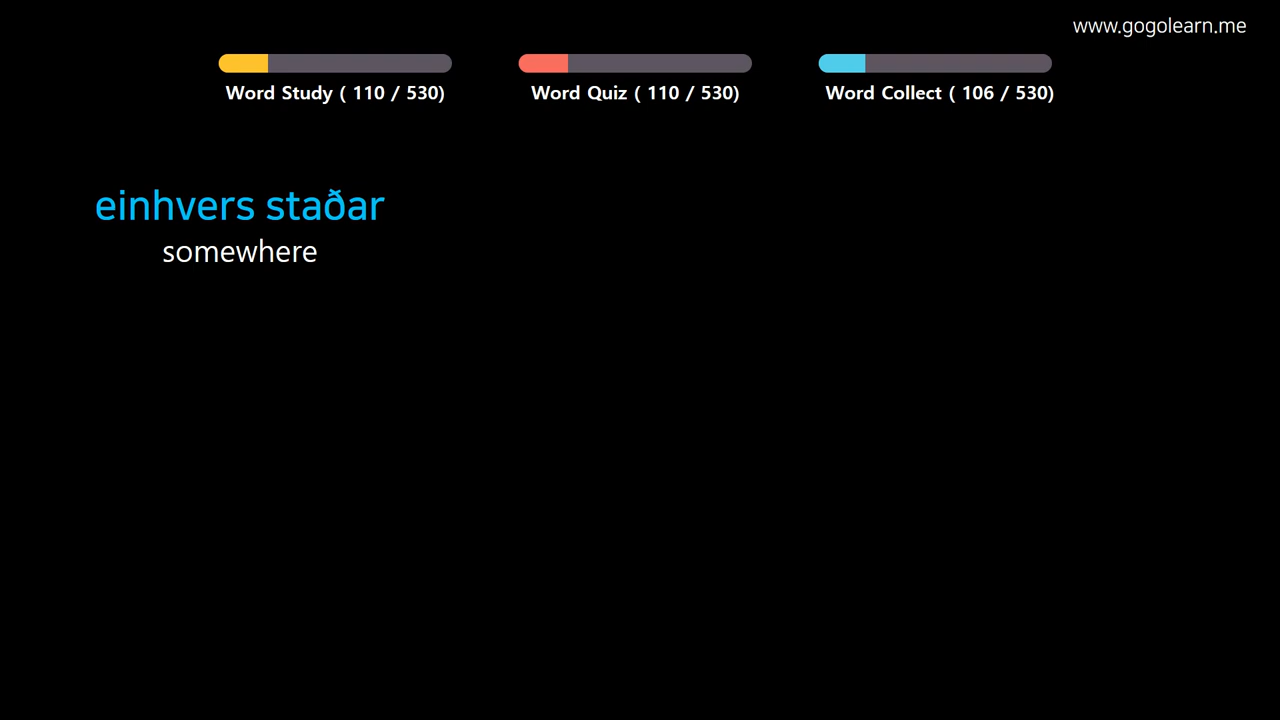 www.gogolearn.me
Word Study ( 110 / 530)
Word Quiz ( 110 / 530)
Word Collect ( 106 / 530)
einhvers staðar
somewhere